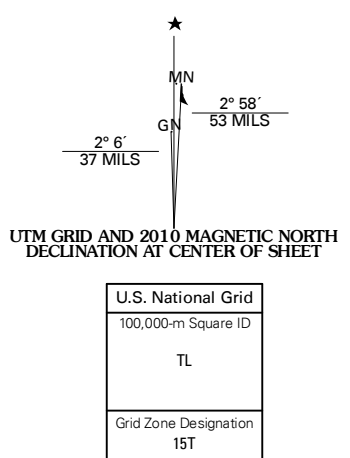 ★
MN
2° 58´
53 MILS
GN
2° 6´
37 MILS
UTM GRID AND 2010 MAGNETIC NORTH
DECLINATION AT CENTER OF SHEET
U.S. National Grid
100,000-m Square ID
TL
Grid Zone Designation
15T